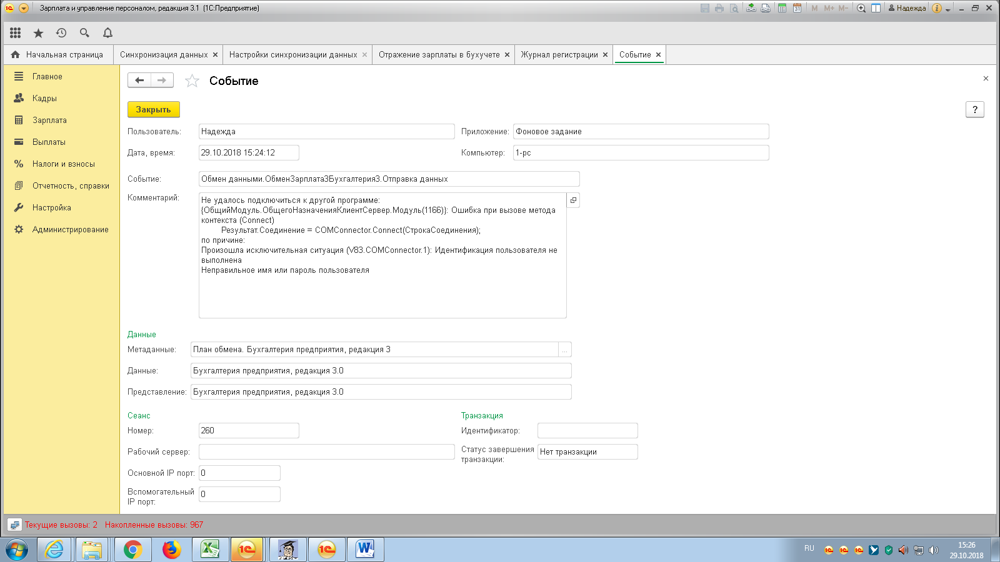 Зарплата и управление персоналом, редакция 3.1 (1С:Предприятие)
M M+ M- Надежда
Начальная страница Синхронизация данных Настройки синхронизации данных Отражение зарплаты в бухучете Журнал регистрации Событие
Главное
Кадры
Зарплата
Выплаты
Налоги и взносы
Отчетность, справки
Настройка
Администрирование
Событие
Закрыть ?
Пользователь: Надежда Приложение: Фоновое задание
Дата, время: 29.10.2018 15:24:12 Компьютер: 1-pc
Событие: Обмен данными.ОбменЗарплата3Бухгалтерия3.Отправка данных
Комментарий: Не удалось подключиться к другой программе:
{ОбщийМодуль.ОбщегоНазначенияКлиентСервер.Модуль(1166)}: Ошибка при вызове метода
контекста (Connect)
Результат.Соединение = COMConnector.Connect(СтрокаСоединения);
по причине:
Произошла исключительная ситуация (V83.COMConnector.1): Идентификация пользователя не
выполнена
Неправильное имя или пароль пользователя
Данные
Метаданные: План обмена. Бухгалтерия предприятия, редакция 3 ...
Данные: Бухгалтерия предприятия, редакция 3.0
Представление: Бухгалтерия предприятия, редакция 3.0
Сеанс Транзакция
Номер: 260 Идентификатор:
Рабочий сервер: Статус завершения
транзакции: Нет транзакции
Основной IP порт: 0
Вспомогательный
IP порт: 0
Текущие вызовы: 2 Накопленные вызовы: 967
RU 15:26
29.10.2018